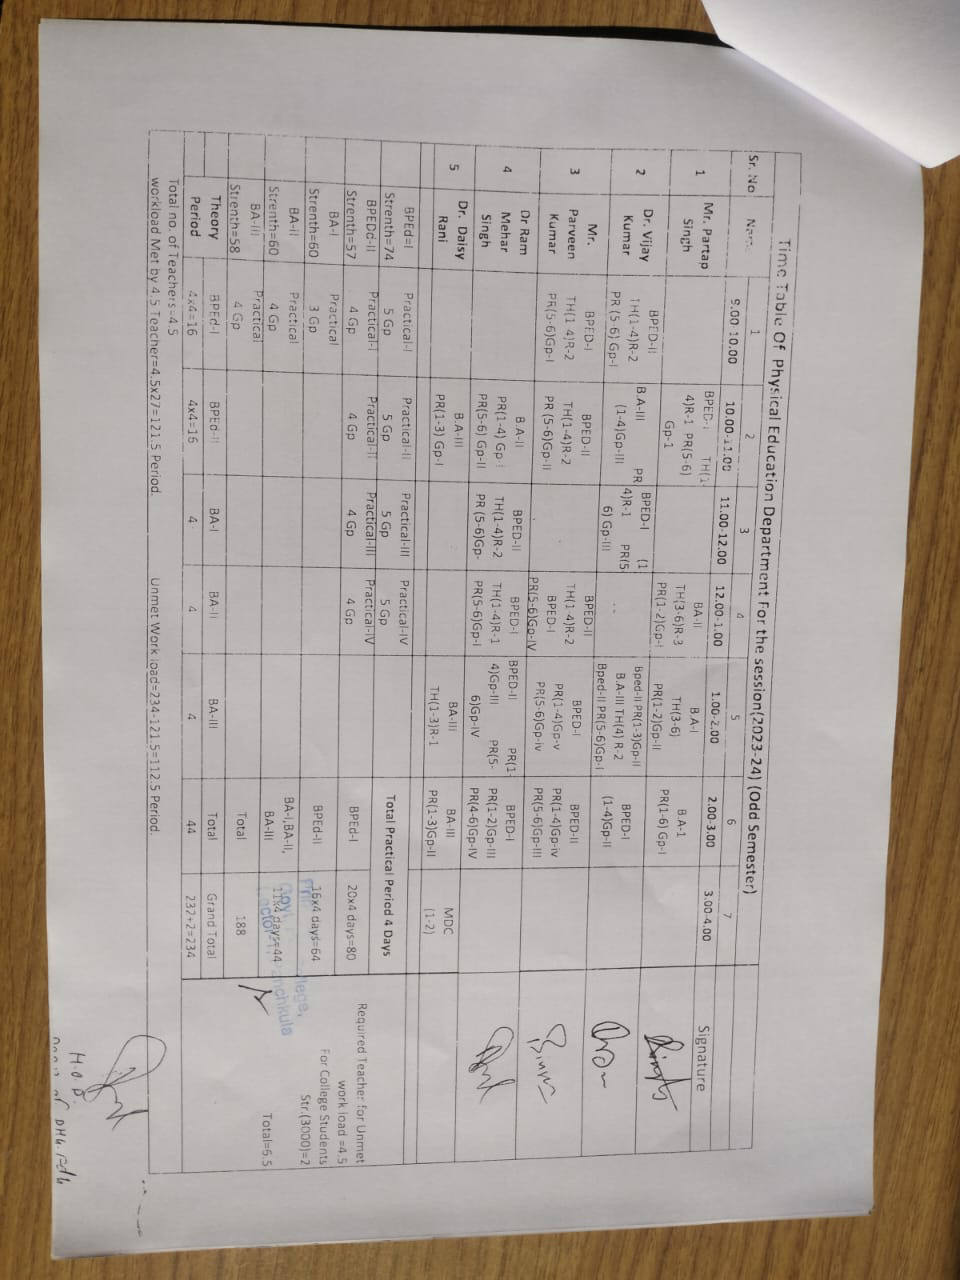 Time Table Of Physical Education Department For the session(2023-24) (Odd Semester)
1 2 3 4 5 6 7
Sr. No Name 9.00-10.00 10.00-11.00 11.00-12.00 12.00-1.00 1.00-2.00 2.00-3.00 3.00-4.00 Signature
1 Mr. Partap Singh
BPED-I TH(1-4)R-1 PR(5-6) Gp-1
BA-II TH(3-6)R-3 PR(1-2)Gp-I
B.A-I TH(3-6) PR(1-2)Gp-II
B.A-1 PR(1-6) Gp-I
2 Dr. Vijay Kumar
BPED-II TH(1-4)R-2 PR (5-6) Gp-I
B.A-III PR (1-4)Gp-III
BPED-I (1 4)R-1 PR(5 6) Gp-III
Bped-II PR(1-3)Gp-II B.A-III TH(4) R-2 Bped-II PR(5-6)Gp-I
BPED-I (1-4)Gp-II
3 Mr. Parveen Kumar
BPED-I TH(1-4)R-2 PR(5-6)Gp-I
BPED-II TH(1-4)R-2 PR (5-6)Gp-II
BPED-II TH(1-4)R-2 BPED-I PR(5-6)Gp-IV
BPED-I PR(1-4)Gp-v PR(5-6)Gp-iv
BPED-II PR(1-4)Gp-iv PR(5-6)Gp-III
4 Dr Ram Mehar Singh
B.A-II PR(1-4) Gp PR(5-6) Gp-II
BPED-II TH(1-4)R-2 PR (5-6)Gp-
BPED-I TH(1-4)R-1 PR(5-6)Gp-I
BPED-II PR(1 4)Gp-III PR(5- 6)Gp-IV
BPED-I PR(1-2)Gp-III PR(4-6)Gp-IV
5 Dr. Daisy Rani
B.A-III PR(1-3) Gp-I
BA-III TH(1-3)R-1
BA-III PR(1-3)Gp-II
MDC (1-2)
BPEd=I Strenth=74 Practical-I 5 Gp Practical-II 5 Gp Practical-III 5 Gp Practical-IV 5 Gp Total Practical Period 4 Days
BPEDd-II Strenth=57 Practical-I 4 Gp Practical-II 4 Gp Practical-III 4 Gp Practical-IV 4 Gp BPEd-I 20x4 days=80
BA-I Strenth=60 Practical 3 Gp BPEd-II 16x4 days=64
BA-II Strenth=60 Practical 4 Gp BA-I,BA-II, BA-III 11x4 days=44
BA-III Strenth=58 Practical 4 Gp Total 188
Required Teacher for Unmet
work load =4.5
For College Students
Str.(3000)=2
Total=6.5
Theory BPEd-I BPEd-II BA-I BA-II BA-III Total Grand Total
Period 4x4=16 4x4=16 4 4 4 44 232+2=234
Total no. of Teachers=4.5
workload Met by 4.5 Teacher=4.5x27=121.5 Period. Unmet Work load=234-121.5=112.5 Period.
H.O.D.